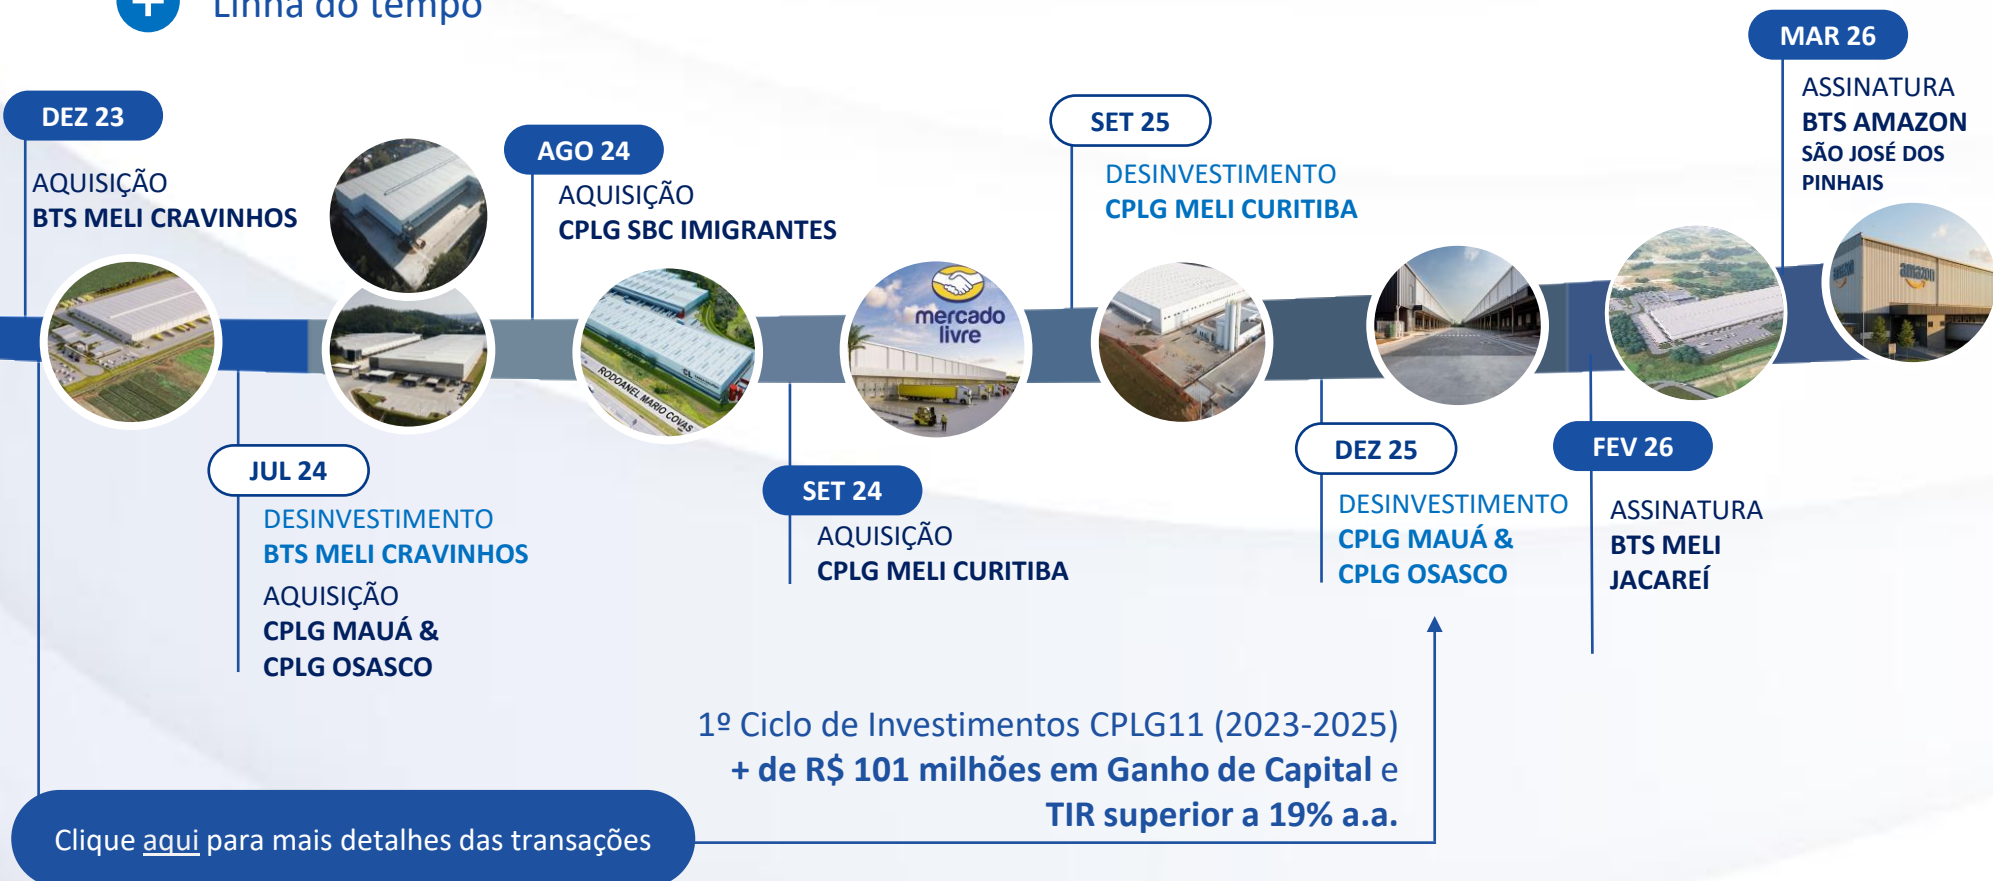 Linha do tempo
DEZ 23
AQUISIÇÃO
BTS MELI CRAVINHOS
JUL 24
DESINVESTIMENTO
BTS MELI CRAVINHOS
AQUISIÇÃO
CPLG MAUÁ &
CPLG OSASCO
AGO 24
AQUISIÇÃO
CPLG SBC IMIGRANTES
RODOANEL MARIO COVAS
CL
SET 24
AQUISIÇÃO
CPLG MELI CURITIBA
mercado
livre
SET 25
DESINVESTIMENTO
CPLG MELI CURITIBA
DEZ 25
DESINVESTIMENTO
CPLG MAUÁ &
CPLG OSASCO
FEV 26
ASSINATURA
BTS MELI
JACAREÍ
MAR 26
ASSINATURA
BTS AMAZON
SÃO JOSÉ DOS
PINHAIS
amazon
amazon
1º Ciclo de Investimentos CPLG11 (2023-2025)
+ de R$ 101 milhões em Ganho de Capital e
TIR superior a 19% a.a.
Clique aqui para mais detalhes das transações